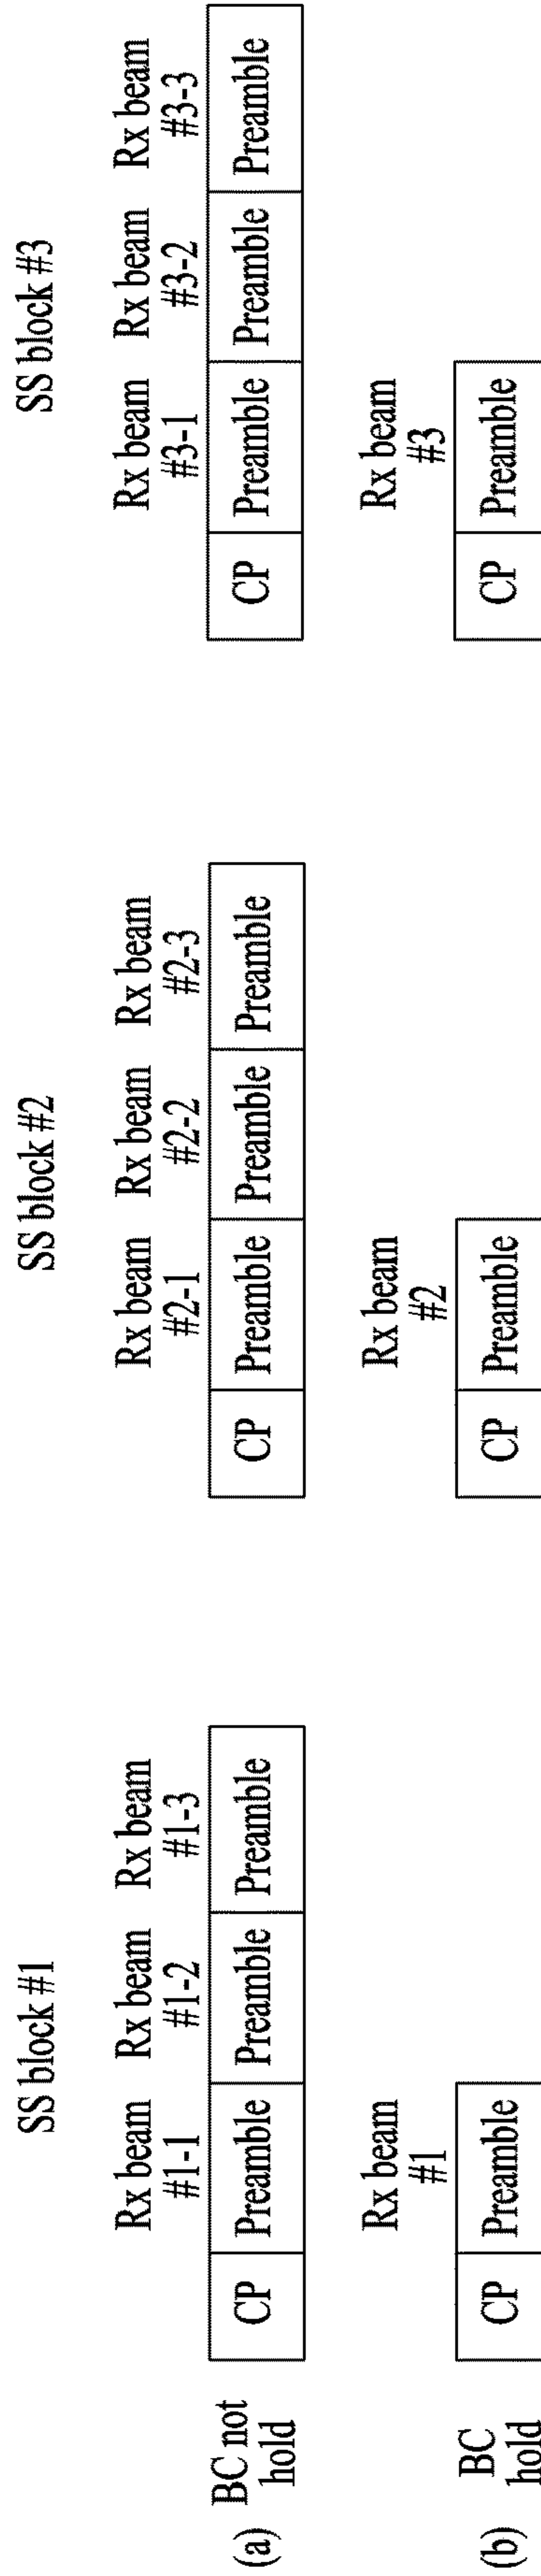 SS block #1
SS block #2
SS block #3
Rx beam
#1-1
Rx beam
#1-2
Rx beam
#1-3
Rx beam
#2-1
Rx beam
#2-2
Rx beam
#2-3
Rx beam
#3-1
Rx beam
#3-2
Rx beam
#3-3
(a) BC not
hold
CP Preamble Preamble Preamble
CP Preamble Preamble Preamble
CP Preamble Preamble Preamble
Rx beam
#1
Rx beam
#2
Rx beam
#3
(b) BC
hold
CP Preamble
CP Preamble
CP Preamble